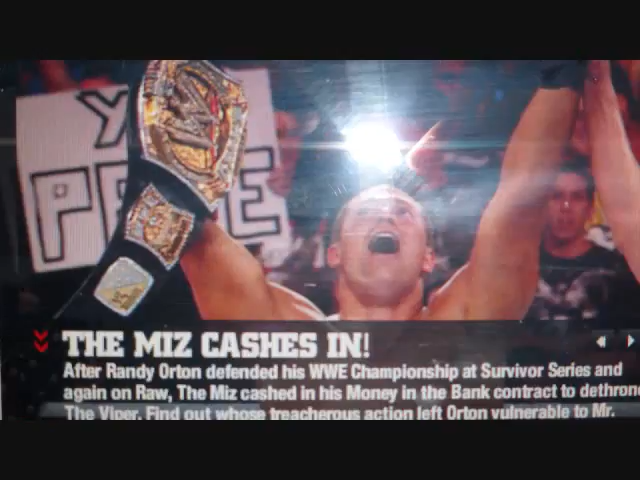 THE MIZ CASHES IN!
After Randy Orton defended his WWE Championship at Survivor Series and
again on Raw, The Miz cashed in his Money in the Bank contract to dethron
The Viper. Find out whose treacherous action left Orton vulnerable to Mr.